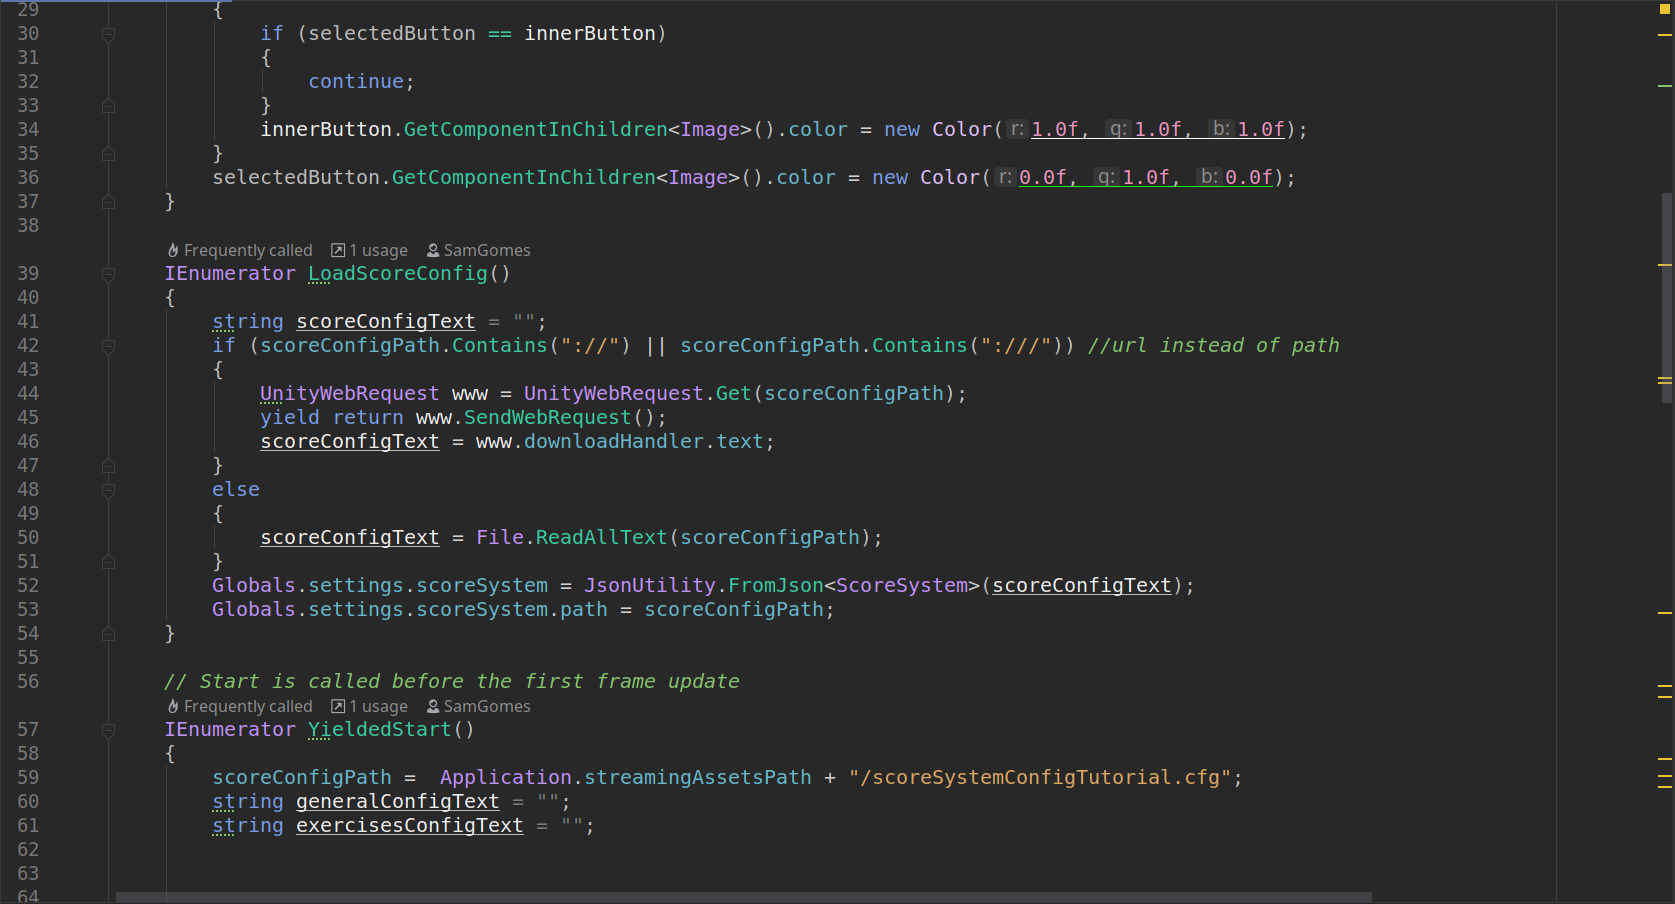 29 {
30 if (selectedButton == innerButton)
31 {
32 continue;
33 }
34 innerButton.GetComponentInChildren<Image>().color = new Color(r:1.0f, g:1.0f, b:1.0f);
35 }
36 selectedButton.GetComponentInChildren<Image>().color = new Color(r:0.0f, g:1.0f, b:0.0f);
37 }
38
Frequently called 1 usage SamGomes
39 IEnumerator LoadScoreConfig()
40 {
41 string scoreConfigText = "";
42 if (scoreConfigPath.Contains("://") || scoreConfigPath.Contains(":///")) //url instead of path
43 {
44 UnityWebRequest www = UnityWebRequest.Get(scoreConfigPath);
45 yield return www.SendWebRequest();
46 scoreConfigText = www.downloadHandler.text;
47 }
48 else
49 {
50 scoreConfigText = File.ReadAllText(scoreConfigPath);
51 }
52 Globals.settings.scoreSystem = JsonUtility.FromJson<ScoreSystem>(scoreConfigText);
53 Globals.settings.scoreSystem.path = scoreConfigPath;
54 }
55
56 // Start is called before the first frame update
Frequently called 1 usage SamGomes
57 IEnumerator YieldedStart()
58 {
59 scoreConfigPath =  Application.streamingAssetsPath + "/scoreSystemConfigTutorial.cfg";
60 string generalConfigText = "";
61 string exercisesConfigText = "";
62
63
64